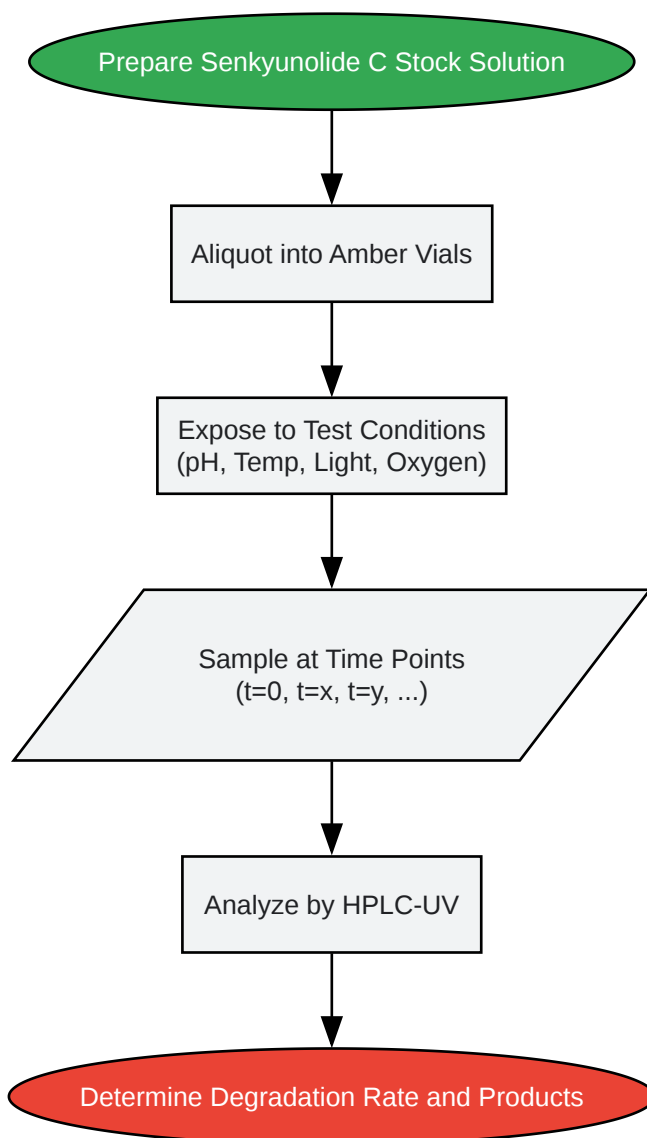 Prepare Senkyunolide C Stock Solution
Aliquot into Amber Vials
Expose to Test Conditions
(pH, Temp, Light, Oxygen)
Sample at Time Points
(t=0, t=x, t=y, ...)
Analyze by HPLC-UV
Determine Degradation Rate and Products